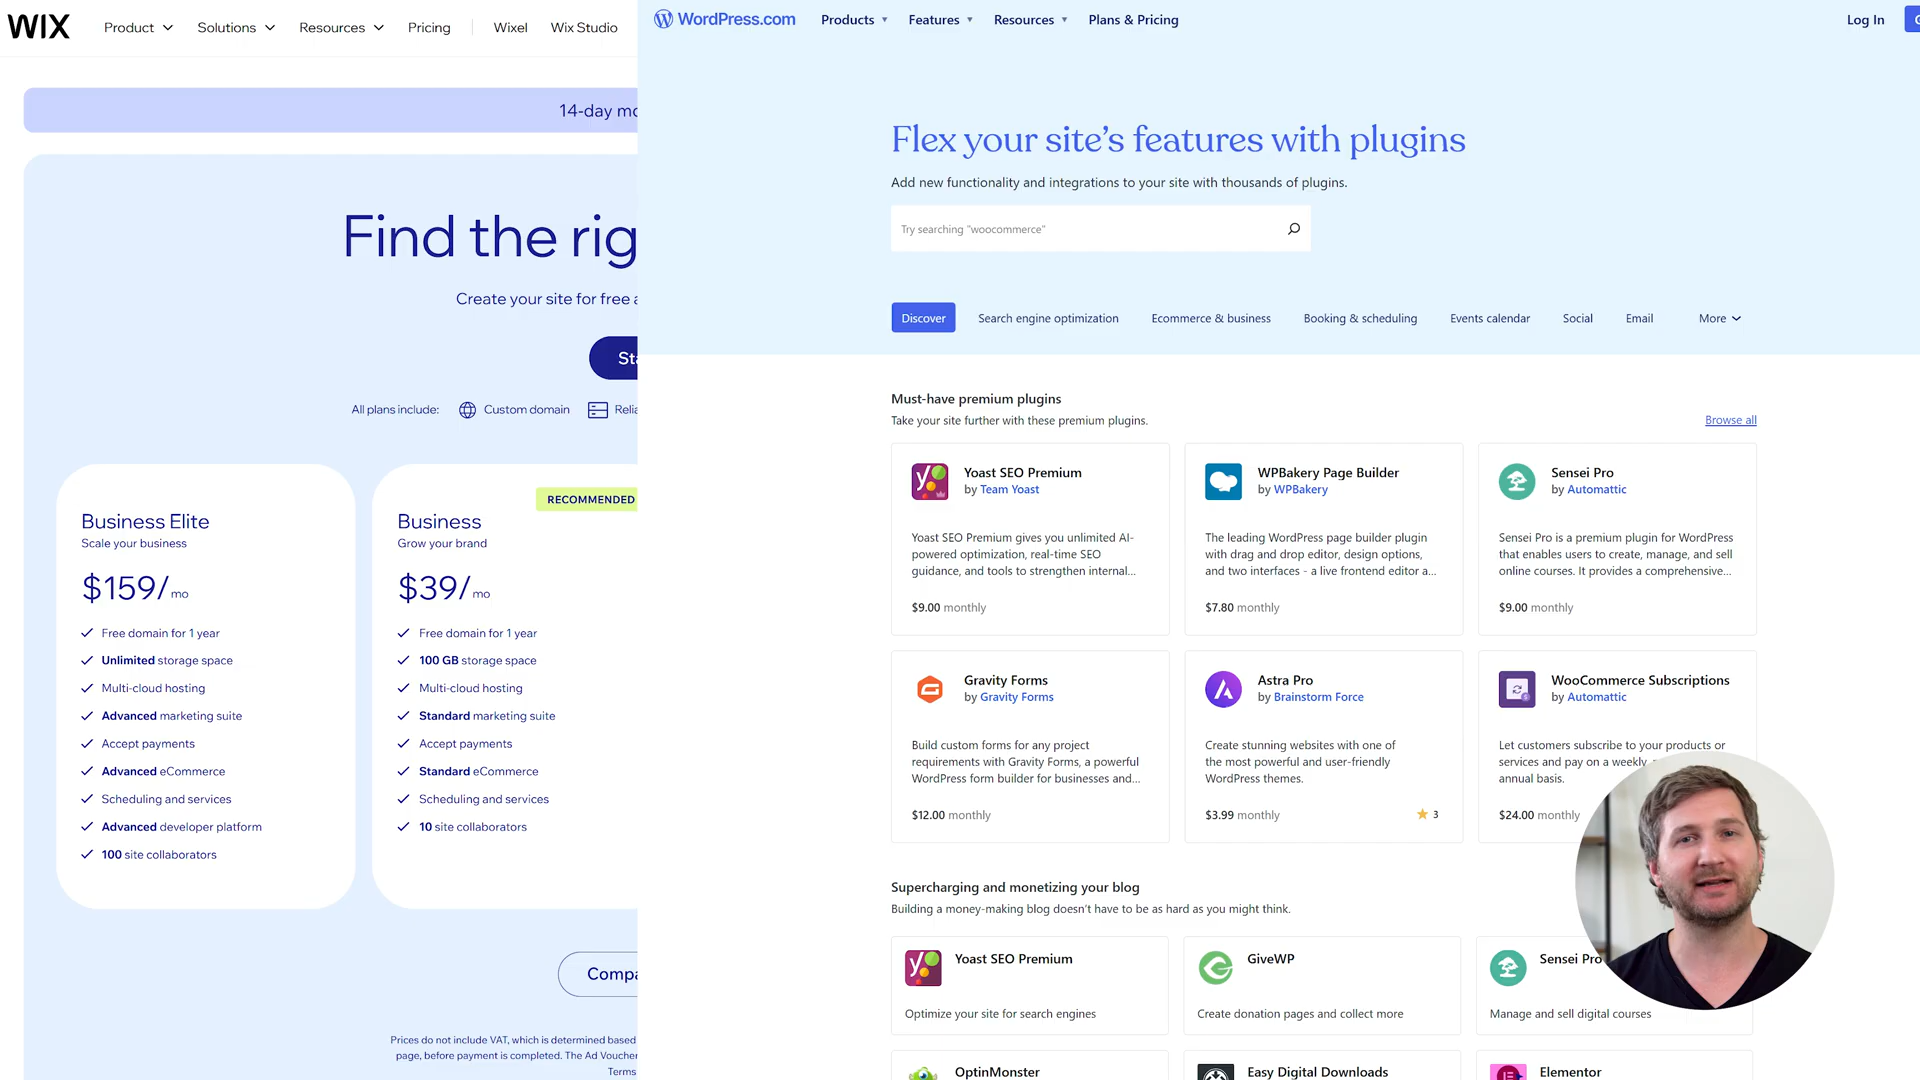 WIX
Product
Solutions
Resources
Pricing
Wixel
Wix Studio
14-day mo
Find the rig
Create your site for free a
Sta
All plans include:
Custom domain
Relia
Business Elite
Scale your business
$159/mo
Free domain for 1 year
Unlimited storage space
Multi-cloud hosting
Advanced marketing suite
Accept payments
Advanced eCommerce
Scheduling and services
Advanced developer platform
100 site collaborators
RECOMMENDED
Business
Grow your brand
$39/mo
Free domain for 1 year
100 GB storage space
Multi-cloud hosting
Standard marketing suite
Accept payments
Standard eCommerce
Scheduling and services
10 site collaborators
Compa
Prices do not include VAT, which is determined based
page, before payment is completed. The Ad Voucher
Terms
WordPress.com
Products
Features
Resources
Plans & Pricing
Log In
Flex your site's features with plugins
Add new functionality and integrations to your site with thousands of plugins.
Try searching "woocommerce"
Discover
Search engine optimization
Ecommerce & business
Booking & scheduling
Events calendar
Social
Email
More
Must-have premium plugins
Take your site further with these premium plugins.
Browse all
Yoast SEO Premium
by Team Yoast
Yoast SEO Premium gives you unlimited AI-
powered optimization, real-time SEO
guidance, and tools to strengthen internal...
$9.00 monthly
WPBakery Page Builder
by WPBakery
The leading WordPress page builder plugin
with drag and drop editor, design options,
and two interfaces - a live frontend editor a...
$7.80 monthly
Sensei Pro
by Automattic
Sensei Pro is a premium plugin for WordPress
that enables users to create, manage, and sell
online courses. It provides a comprehensive...
$9.00 monthly
Gravity Forms
by Gravity Forms
Build custom forms for any project
requirements with Gravity Forms, a powerful
WordPress form builder for businesses and...
$12.00 monthly
Astra Pro
by Brainstorm Force
Create stunning websites with one of
the most powerful and user-friendly
WordPress themes.
$3.99 monthly
3
WooCommerce Subscriptions
by Automattic
Let customers subscribe to your products or
services and pay on a weekly,
annual basis.
$24.00 monthly
Supercharging and monetizing your blog
Building a money-making blog doesn't have to be as hard as you might think.
Yoast SEO Premium
Optimize your site for search engines
GiveWP
Create donation pages and collect more
Sensei Pro
Manage and sell digital courses
OptinMonster
Easy Digital Downloads
Elementor